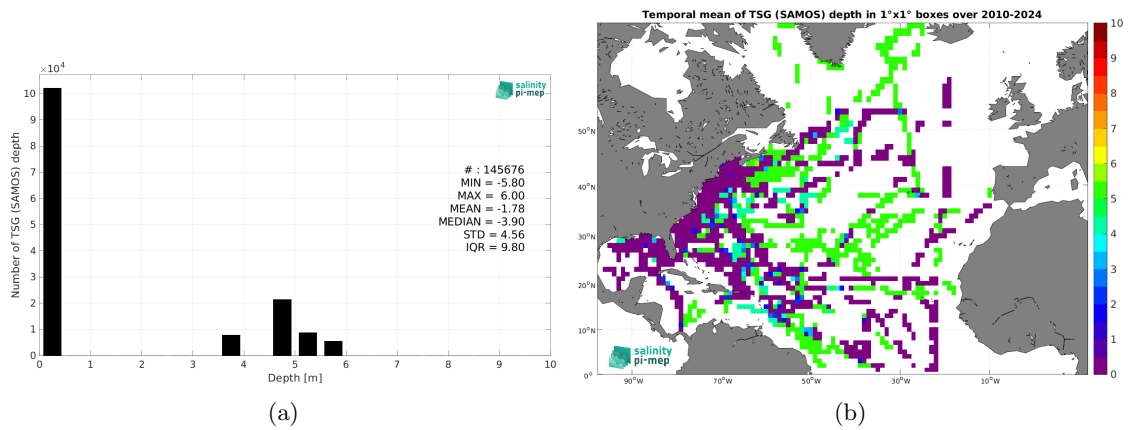 ×10⁴
10
9
8
7
6
5
4
3
2
1
0
Number of TSG (SAMOS) depth
salinity
pi-mep
# : 145676
MIN = -5.80
MAX = 6.00
MEAN = -1.78
MEDIAN = -3.90
STD = 4.56
IQR = 9.80
0 1 2 3 4 5 6 7 8 9 10
Depth [m]
(a)
Temporal mean of TSG (SAMOS) depth in 1°x1° boxes over 2010-2024
50°N
40°N
30°N
20°N
10°N
0°
90°W 70°W 50°W 30°W 10°W
salinity
pi-mep
10
9
8
7
6
5
4
3
2
1
0
(b)